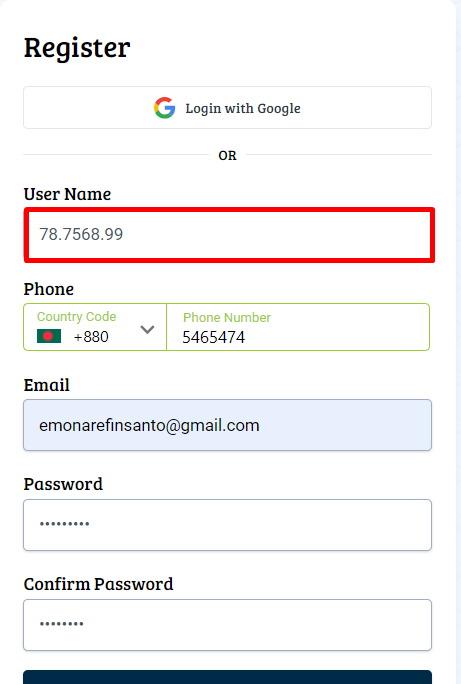 Register
Login with Google
OR
User Name
78.7568.99
Phone
Country Code
+880
Phone Number
5465474
Email
emonarefinsanto@gmail.com
Password
•••••••••
Confirm Password
••••••••